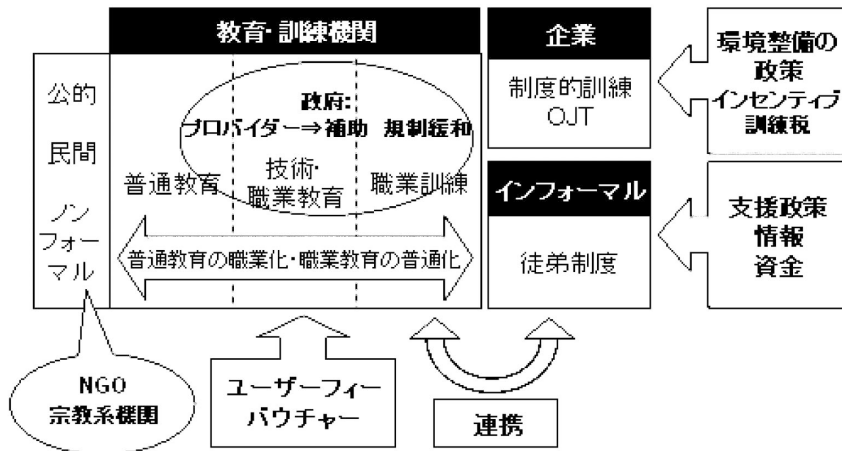 教育・訓練機関
公的
民間
ノン
フォー
マル
政府:
プロバイダー⇒補助 規制緩和
普通教育
技術・
職業教育
職業訓練
普通教育の職業化・職業教育の普通化
企業
制度的訓練
OJT
インフォーマル
徒弟制度
環境整備の
政策
インセンティブ
訓練税
支援政策
情報
資金
NGO
宗教系機関
ユーザーフィー
バウチャー
連携